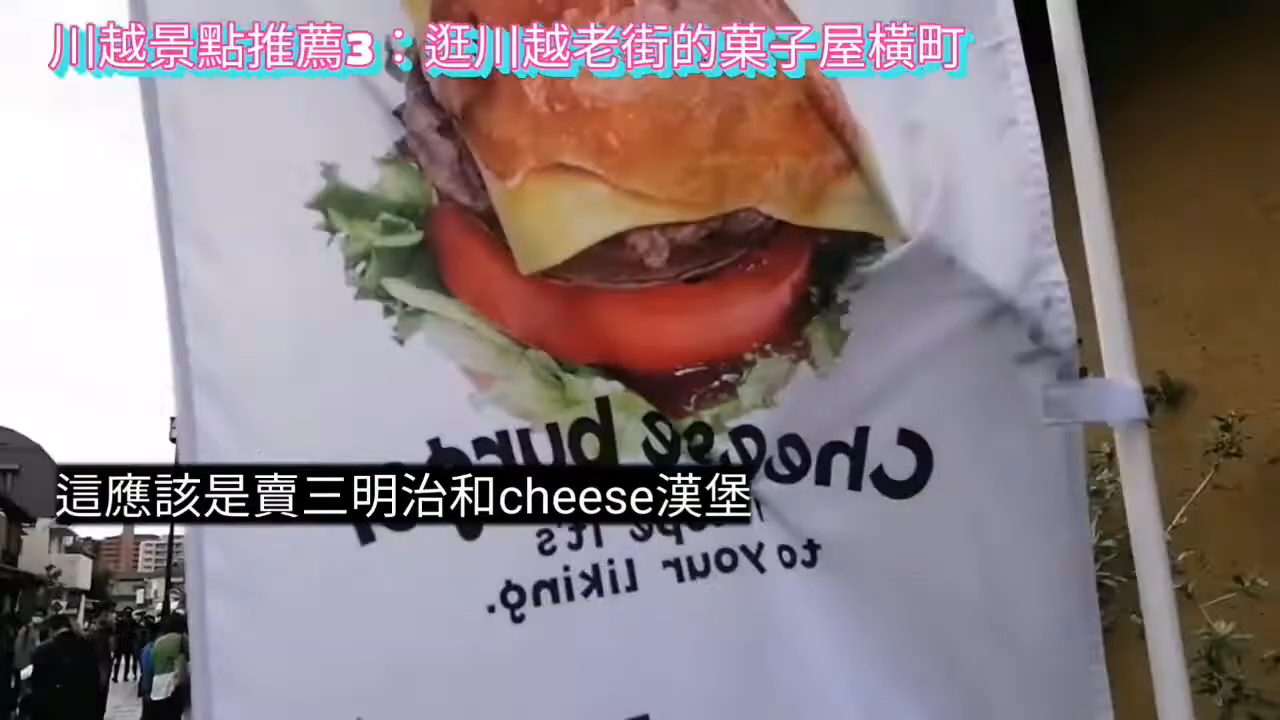 川越景點推薦3：逛川越老街的菓子屋橫町
Cheese burger
這應該是賣三明治和cheese漢堡
it's
to your liking.